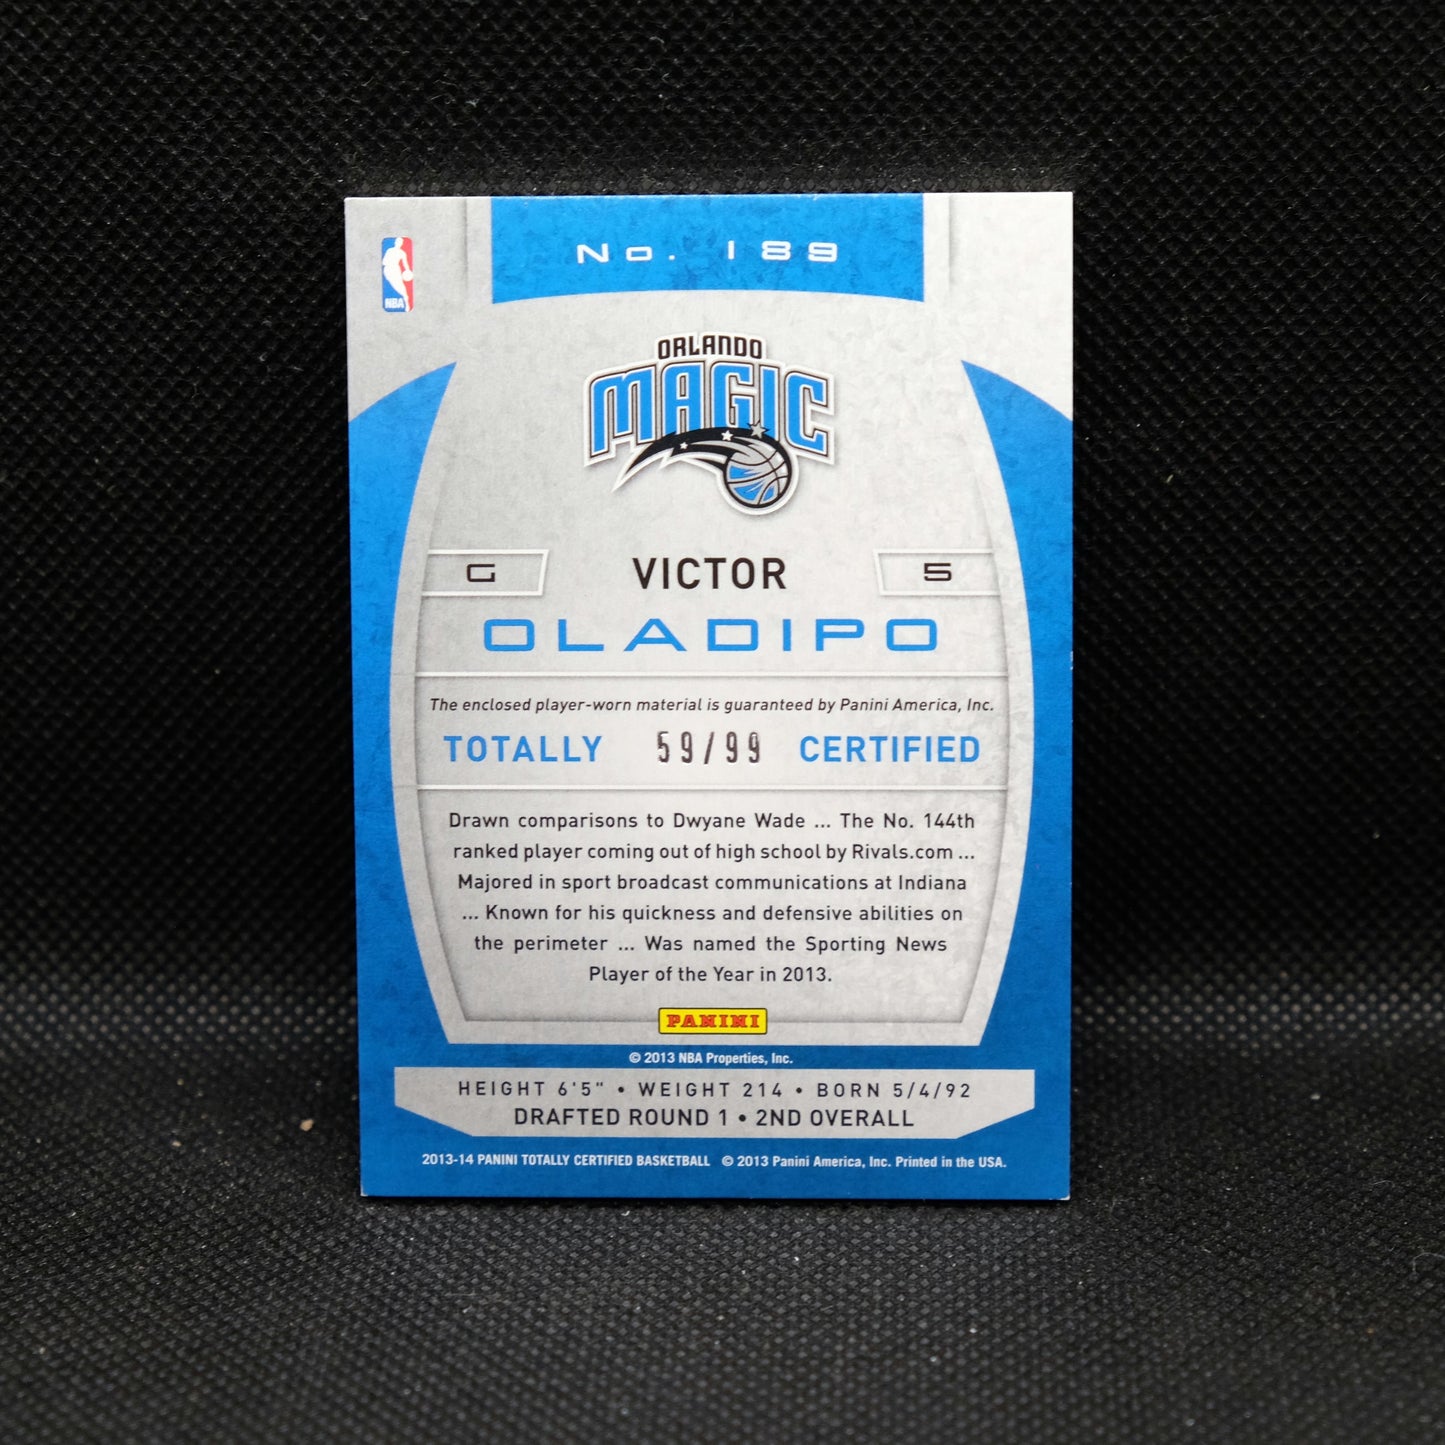 No. 189
NBA
ORLANDO
MAGIC
G VICTOR 5
OLADIPO
The enclosed player-worn material is guaranteed by Panini America, Inc.
TOTALLY 59/99 CERTIFIED
Drawn comparisons to Dwyane Wade ... The No. 144th
ranked player coming out of high school by Rivals.com ...
Majored in sport broadcast communications at Indiana
... Known for his quickness and defensive abilities on
the perimeter ... Was named the Sporting News
Player of the Year in 2013.
PANINI
© 2013 NBA Properties, Inc.
HEIGHT 6'5" • WEIGHT 214 • BORN 5/4/92
DRAFTED ROUND 1 • 2ND OVERALL
2013-14 PANINI TOTALLY CERTIFIED BASKETBALL © 2013 Panini America, Inc. Printed in the USA.